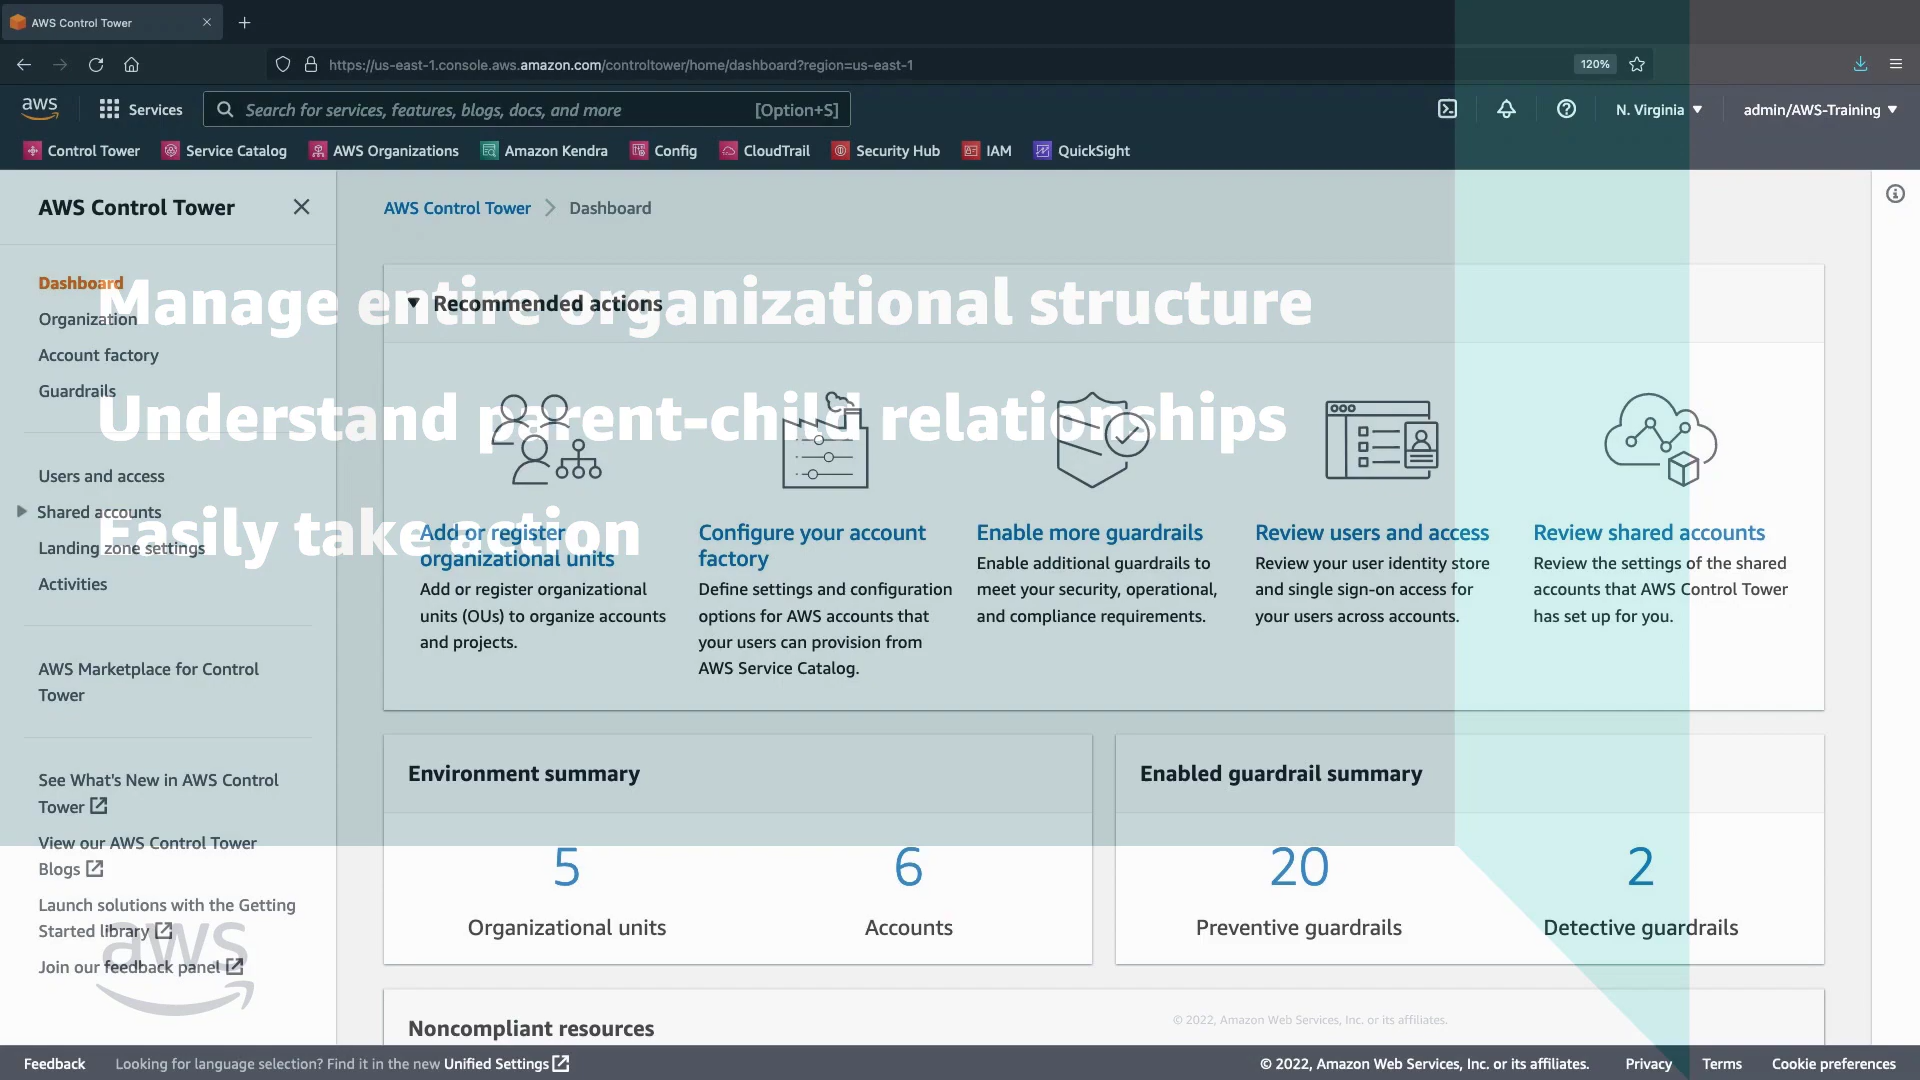 AWS Control Tower
https://us-east-1.console.aws.amazon.com/controltower/home/dashboard?region=us-east-1
120%
aws
Services
Search for services, features, blogs, docs, and more
[Option+S]
N. Virginia
admin/AWS-Training
Control Tower
Service Catalog
AWS Organizations
Amazon Kendra
Config
CloudTrail
Security Hub
IAM
QuickSight
AWS Control Tower
Dashboard
Organization
Account factory
Guardrails
Users and access
Shared accounts
Landing zone settings
Activities
AWS Marketplace for Control
Tower
See What's New in AWS Control
Tower
View our AWS Control Tower
Blogs
Launch solutions with the Getting
Started library
Join our feedback panel
AWS Control Tower
Dashboard
Manage entire organizational structure
Understand parent-child relationships
Easily take action
Recommended actions
Add or register
organizational units
Add or register organizational
units (OUs) to organize accounts
and projects.
Configure your account
factory
Define settings and configuration
options for AWS accounts that
your users can provision from
AWS Service Catalog.
Enable more guardrails
Enable additional guardrails to
meet your security, operational,
and compliance requirements.
Review users and access
Review your user identity store
and single sign-on access for
your users across accounts.
Review shared accounts
Review the settings of the shared
accounts that AWS Control Tower
has set up for you.
Environment summary
5
Organizational units
6
Accounts
Enabled guardrail summary
20
Preventive guardrails
2
Detective guardrails
Noncompliant resources
aws
© 2022, Amazon Web Services, Inc. or its affiliates.
Feedback
Looking for language selection? Find it in the new Unified Settings
© 2022, Amazon Web Services, Inc. or its affiliates.
Privacy
Terms
Cookie preferences